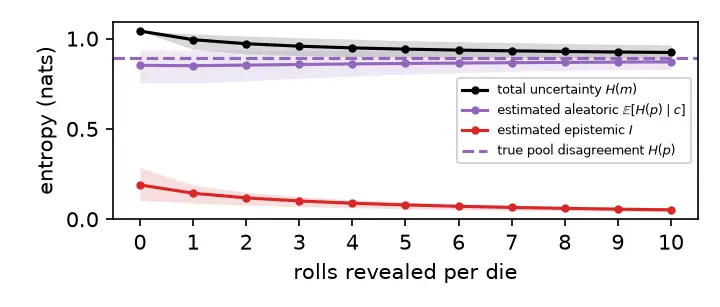 entropy (nats)
1.0
0.5
0.0
total uncertainty H(m)
estimated aleatoric 𝔼[H(p) | c]
estimated epistemic I
true pool disagreement H(p)
0 1 2 3 4 5 6 7 8 9 10
rolls revealed per die